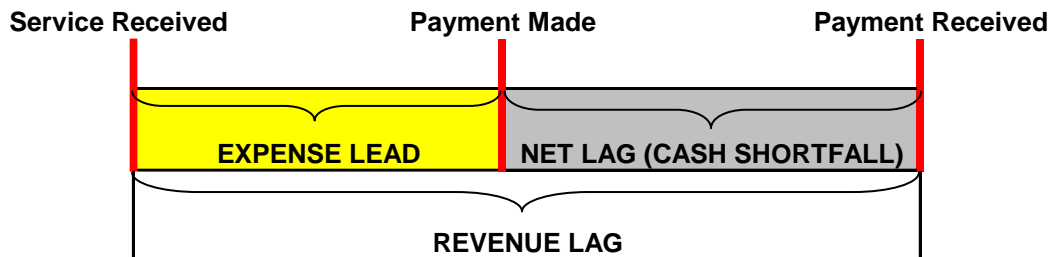 Service Received Payment Made Payment Received
EXPENSE LEAD NET LAG (CASH SHORTFALL)
REVENUE LAG